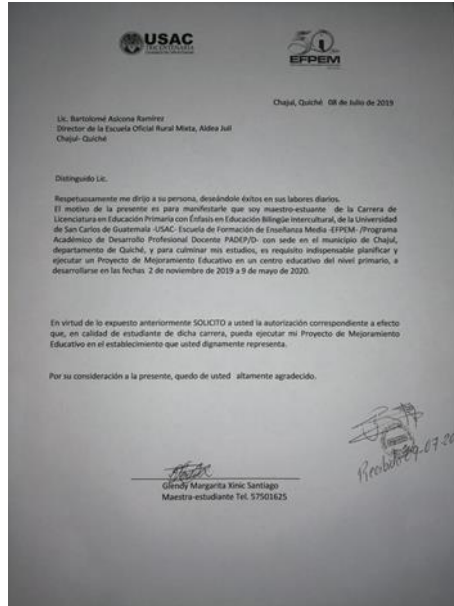 USAC
TRICENTENARIA
50
EFPEM
Chajul, Quiché 08 de Julio de 2019
Lic. Bartolomé Asicona Ramírez
Director de la Escuela Oficial Rural Mixta, Aldea Juil
Chajul- Quiché
Distinguido Lic.
Respetuosamente me dirijo a su persona, deseándole éxitos en sus labores diarios.
El motivo de la presente es para manifestarle que soy maestro-estuante de la Carrera de
Licenciatura en Educación Primaria con Énfasis en Educación Bilingüe Intercultural, de la Universidad
de San Carlos de Guatemala -USAC- Escuela de Formación de Enseñanza Media -EFPEM- /Programa
Académico de Desarrollo Profesional Docente PADEP/D- con sede en el municipio de Chajul,
departamento de Quiché, y para culminar mis estudios, es requisito indispensable planificar y
ejecutar un Proyecto de Mejoramiento Educativo en un centro educativo del nivel primario, a
desarrollarse en las fechas 2 de noviembre de 2019 a 9 de mayo de 2020.
En virtud de lo expuesto anteriormente SOLICITO a usted la autorización correspondiente a efecto
que, en calidad de estudiante de dicha carrera, pueda ejecutar mi Proyecto de Mejoramiento
Educativo en el establecimiento que usted dignamente representa.
Por su consideración a la presente, quedo de usted altamente agradecido.
Recibido 09-07-20
Glendy Margarita Xinic Santiago
Maestra-estudiante Tel. 57501625